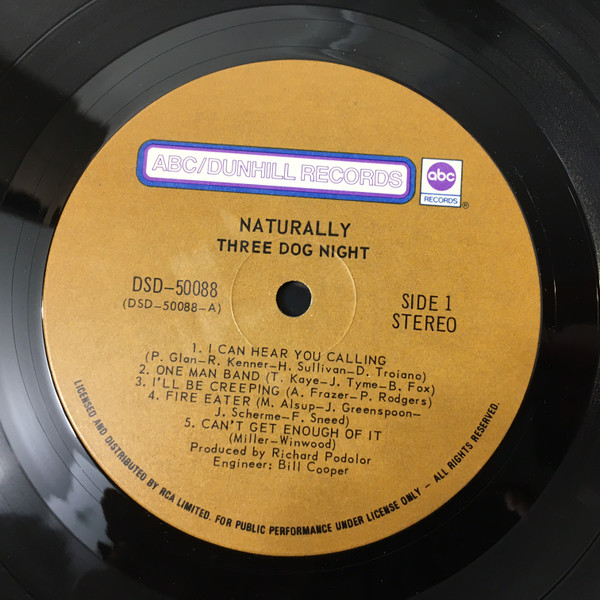 ABC/DUNHILL RECORDS
abc
RECORDS
®
NATURALLY
THREE DOG NIGHT
DSD-50088
(DSD-50088-A)
SIDE 1
STEREO
1. I CAN HEAR YOU CALLING
(P. Glan-R. Kenner-H. Sullivan-D. Troiano)
2. ONE MAN BAND (T. Kaye-J. Tyme-B. Fox)
3. I'LL BE CREEPING (A. Frazer-P. Rodgers)
4. FIRE EATER (M. Alsup-J. Greenspoon-
J. Scherme-F. Sneed)
5. CAN'T GET ENOUGH OF IT
(Miller-Winwood)
Produced by Richard Podolor
Engineer: Bill Cooper
LICENSED AND DISTRIBUTED BY RCA LIMITED. FOR PUBLIC PERFORMANCE UNDER LICENSE ONLY - ALL RIGHTS RESERVED.